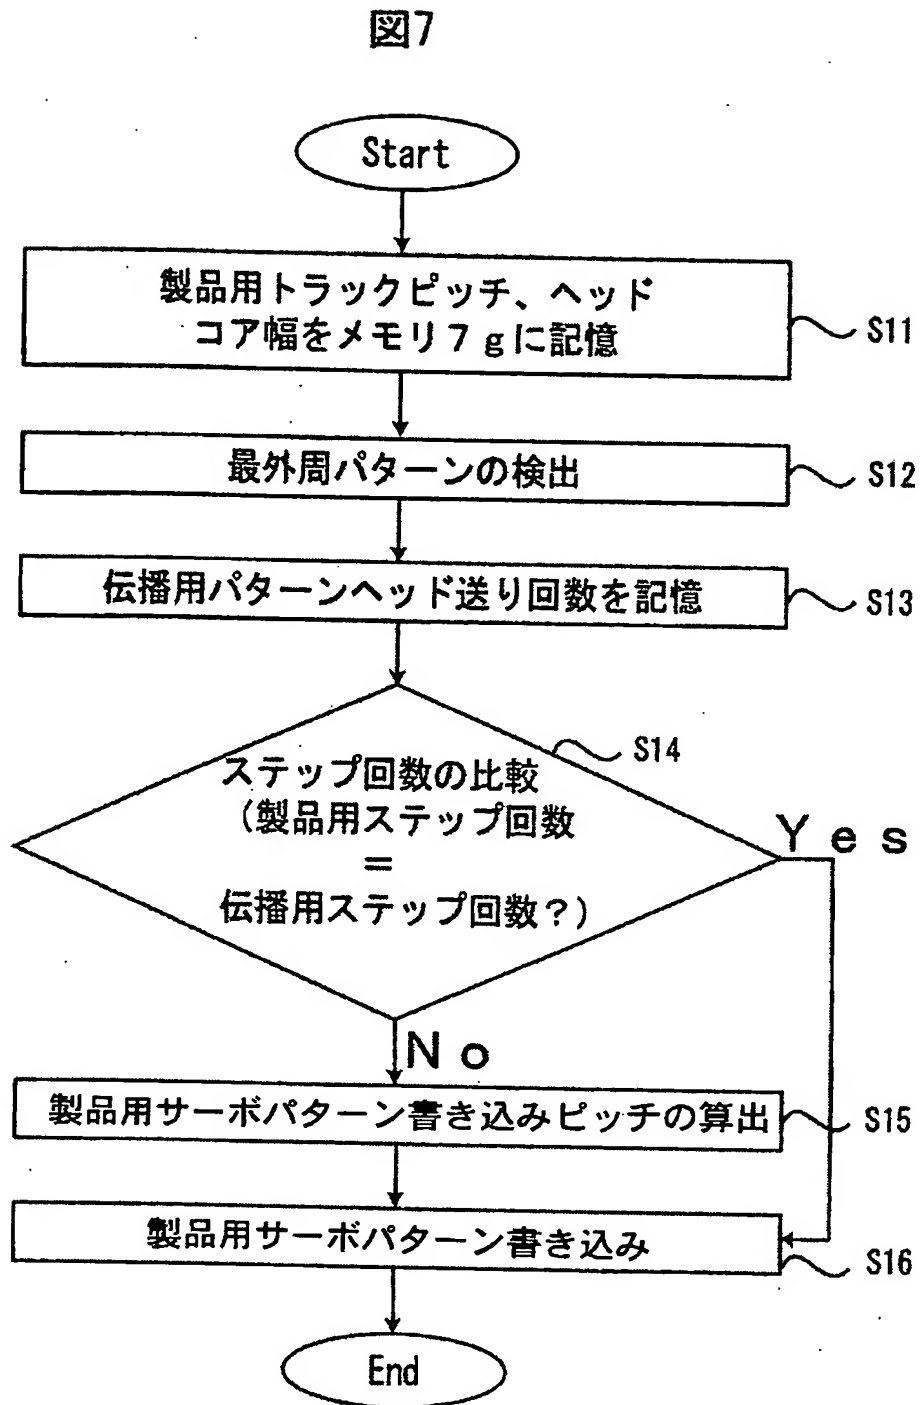 図7
Start
製品用トラックピッチ、ヘッド
コア幅をメモリ７ｇに記憶
S11
最外周パターンの検出
S12
伝播用パターンヘッド送り回数を記憶
S13
S14
ステップ回数の比較
（製品用ステップ回数
＝
伝播用ステップ回数？）
Ｙｅｓ
Ｎｏ
製品用サーボパターン書き込みピッチの算出
S15
製品用サーボパターン書き込み
S16
End